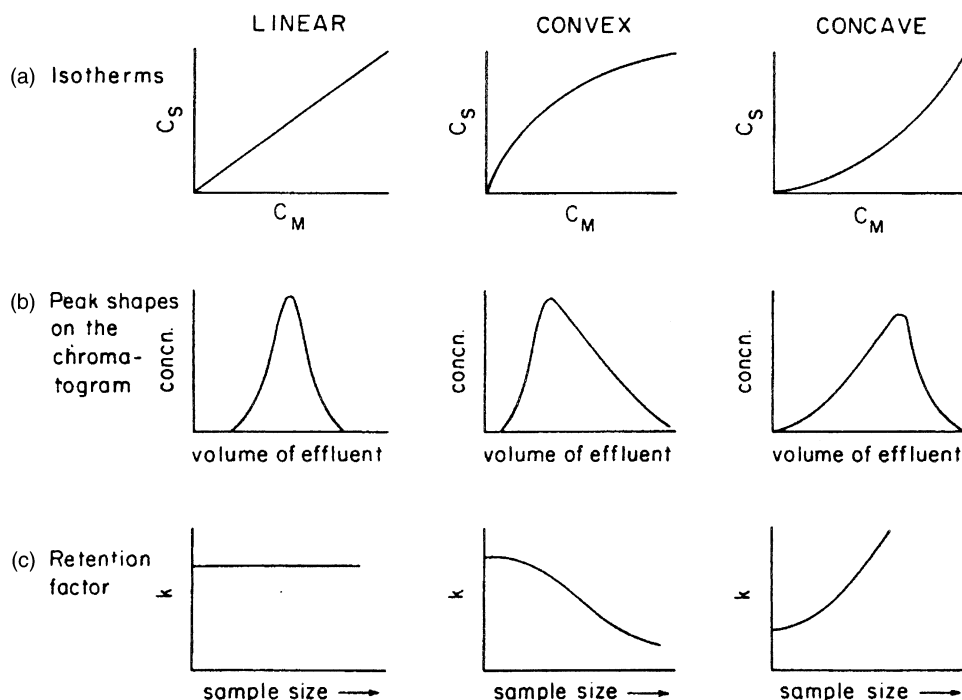 LINEAR
CONVEX
CONCAVE
(a) Isotherms
C_S
C_M
C_S
C_M
C_S
C_M
(b) Peak shapes
on the
chroma-
togram
concn.
volume of effluent
concn.
volume of effluent
concn.
volume of effluent
(c) Retention
factor
k
sample size →
k
sample size →
k
sample size →